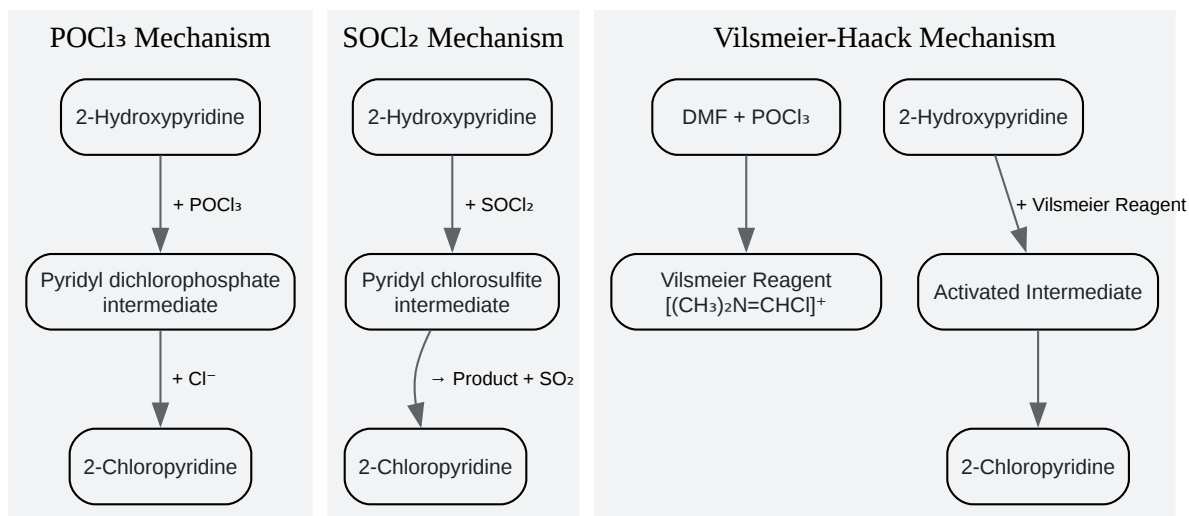 POCl₃ Mechanism
2-Hydroxypyridine
+ POCl₃
Pyridyl dichlorophosphate
intermediate
+ Cl⁻
2-Chloropyridine
SOCl₂ Mechanism
2-Hydroxypyridine
+ SOCl₂
Pyridyl chlorosulfite
intermediate
→ Product + SO₂
2-Chloropyridine
Vilsmeier-Haack Mechanism
DMF + POCl₃
Vilsmeier Reagent
[(CH₃)₂N=CHCl]⁺
2-Hydroxypyridine
+ Vilsmeier Reagent
Activated Intermediate
2-Chloropyridine